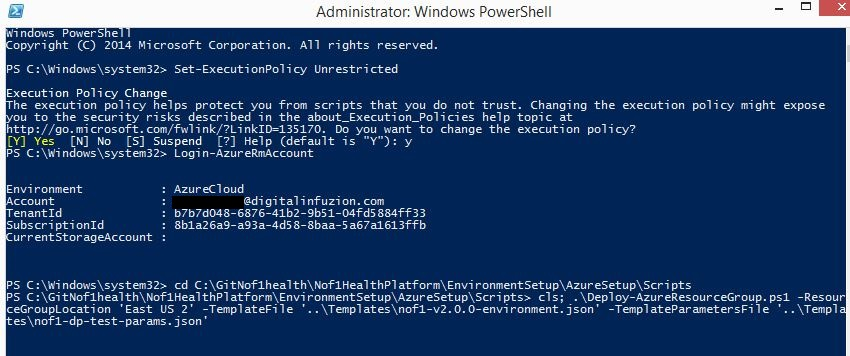 Administrator: Windows PowerShell
Windows PowerShell
Copyright (C) 2014 Microsoft Corporation. All rights reserved.
PS C:\Windows\system32> Set-ExecutionPolicy Unrestricted
Execution Policy Change
The execution policy helps protect you from scripts that you do not trust. Changing the execution policy might expose
you to the security risks described in the about_Execution_Policies help topic at
http://go.microsoft.com/fwlink/?LinkID=135170. Do you want to change the execution policy?
[Y] Yes  [N] No  [S] Suspend  [?] Help (default is "Y"): y
PS C:\Windows\system32> Login-AzureRmAccount
Environment           : AzureCloud
Account               : @digitalinfuzion.com
TenantId              : b7b7d048-6876-41b2-9b51-04fd5884ff33
SubscriptionId        : 8b1a26a9-a93a-4d58-8baa-5a67a1613ffb
CurrentStorageAccount :
PS C:\Windows\system32> cd C:\GitNof1health\Nof1HealthPlatform\EnvironmentSetup\AzureSetup\Scripts
PS C:\GitNof1health\Nof1HealthPlatform\EnvironmentSetup\AzureSetup\Scripts> cls; .\Deploy-AzureResourceGroup.ps1 -Resour
ceGroupLocation 'East US 2' -TemplateFile '..\Templates\nof1-v2.0.0-environment.json' -TemplateParametersFile '..\Templa
tes\nof1-dp-test-params.json'